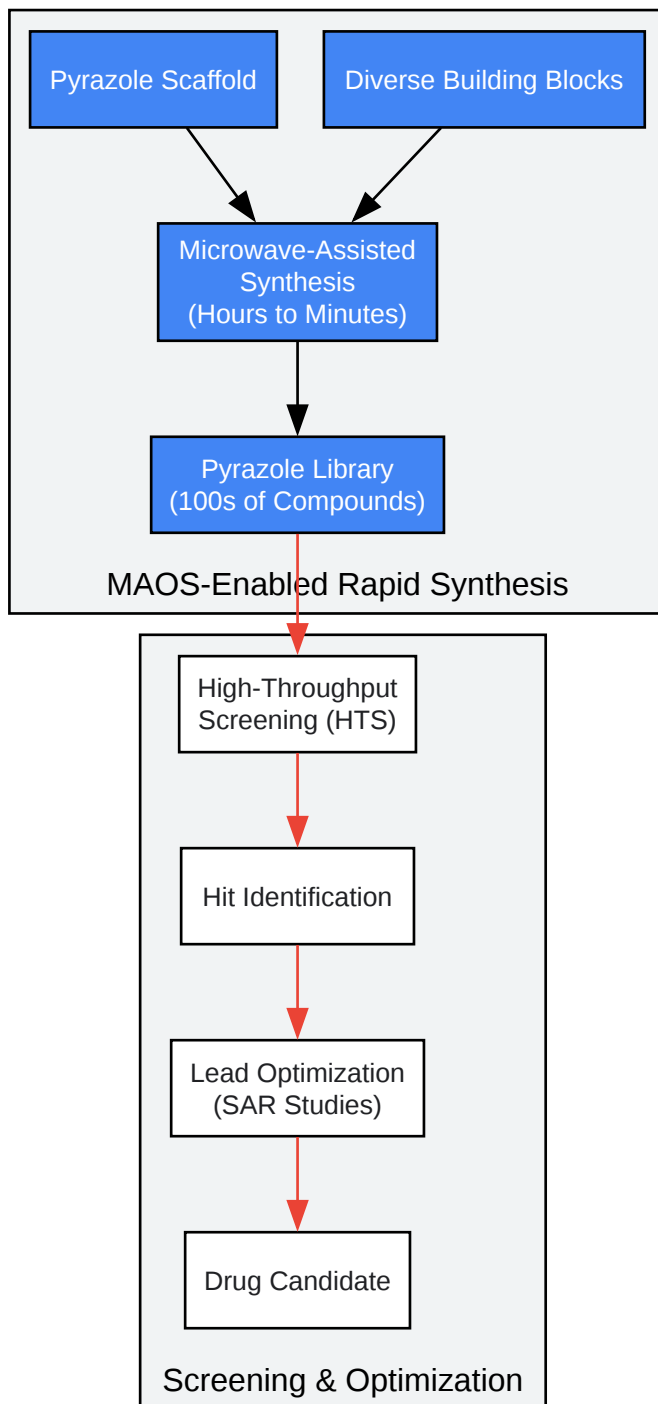 Pyrazole Scaffold
Diverse Building Blocks
Microwave-Assisted
Synthesis
(Hours to Minutes)
Pyrazole Library
(100s of Compounds)
MAOS-Enabled Rapid Synthesis
High-Throughput
Screening (HTS)
Hit Identification
Lead Optimization
(SAR Studies)
Drug Candidate
Screening & Optimization